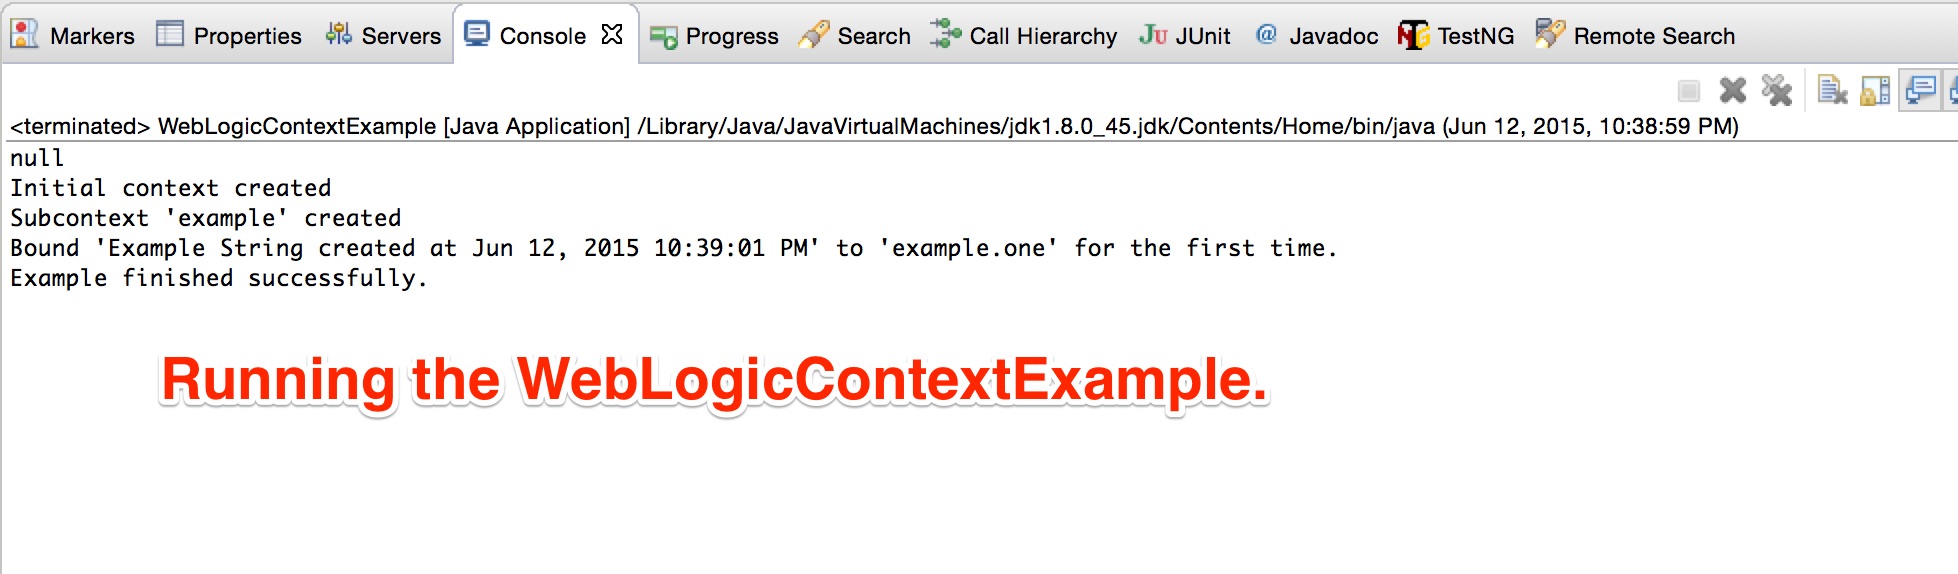 Markers Properties Servers Console Progress Search Call Hierarchy JUnit Javadoc TestNG Remote Search
<terminated> WebLogicContextExample [Java Application] /Library/Java/JavaVirtualMachines/jdk1.8.0_45.jdk/Contents/Home/bin/java (Jun 12, 2015, 10:38:59 PM)
null
Initial context created
Subcontext 'example' created
Bound 'Example String created at Jun 12, 2015 10:39:01 PM' to 'example.one' for the first time.
Example finished successfully.
Running the WebLogicContextExample.